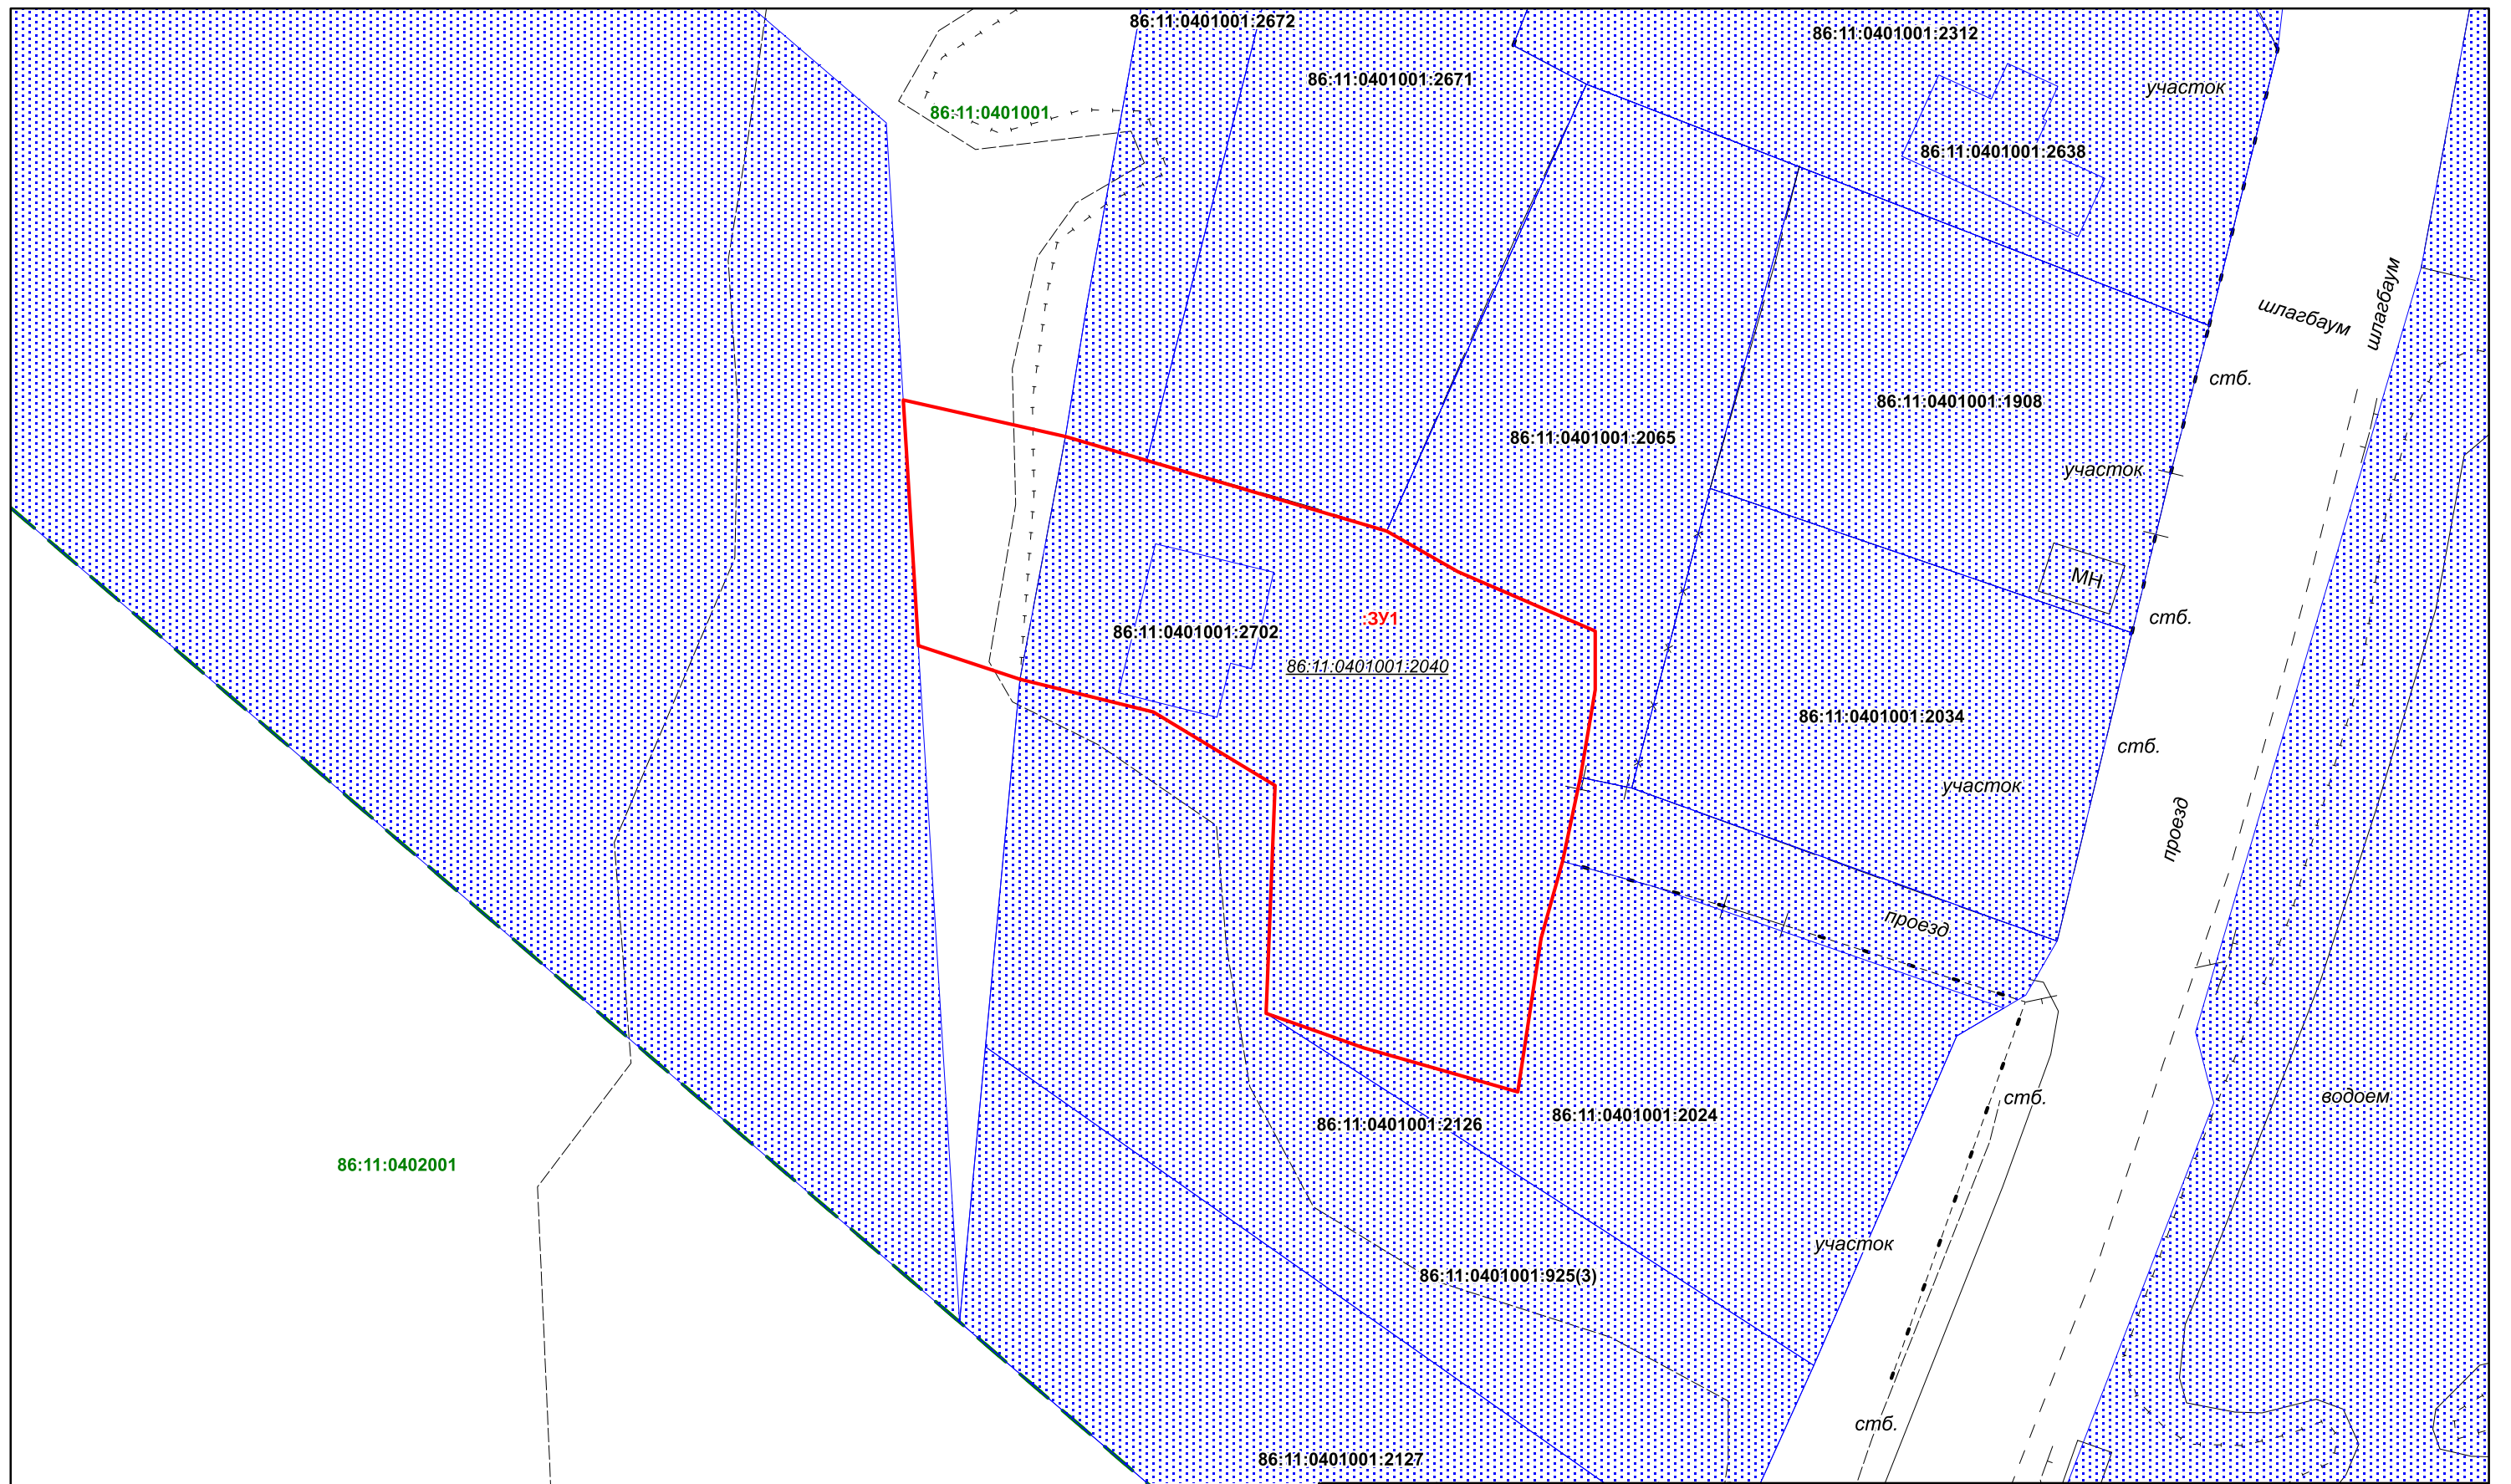 86:11:0401001:2672
86:11:0401001:2312
86:11:0401001:2671
участок
86:11:0401001
86:11:0401001:2638
шлагбаум
шлагбаум
стб.
86:11:0401001:1908
86:11:0401001:2065
участок
МН
:ЗУ1
стб.
86:11:0401001:2702
86:11:0401001:2040
86:11:0401001:2034
стб.
участок
проезд
проезд
водоем
стб.
86:11:0401001:2024
86:11:0401001:2126
86:11:0402001
участок
86:11:0401001:925(3)
стб.
86:11:0401001:2127